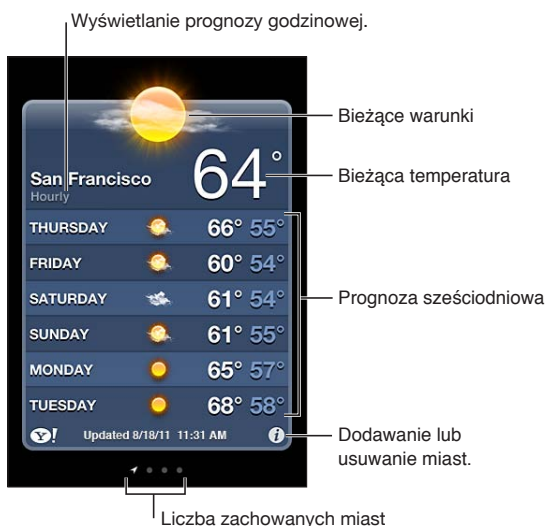 Wyświetlanie prognozy godzinowej.
Bieżące warunki
64°
San Francisco
Bieżąca temperatura
Hourly
THURSDAY 66° 55°
FRIDAY 60° 54°
SATURDAY 61° 54°
Prognoza sześciodniowa
SUNDAY 61° 55°
MONDAY 65° 57°
TUESDAY 68° 58°
Y! Updated 8/18/11 11:31 AM i
Dodawanie lub
usuwanie miast.
Liczba zachowanych miast